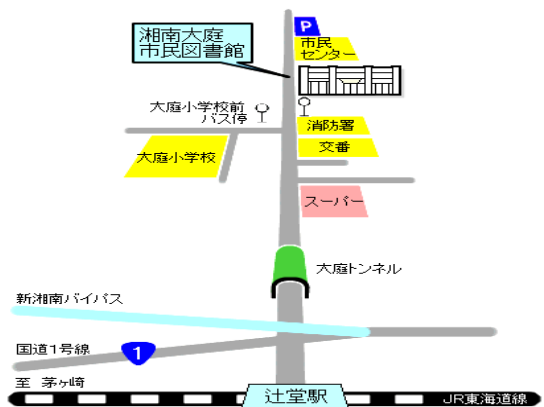 P
湘南大庭
市民図書館
市民
センター
大庭小学校前
バス停
消防署
交番
大庭小学校
スーパー
大庭トンネル
新湘南バイパス
国道1号線
1
至 茅ヶ崎
辻堂駅
JR東海道線